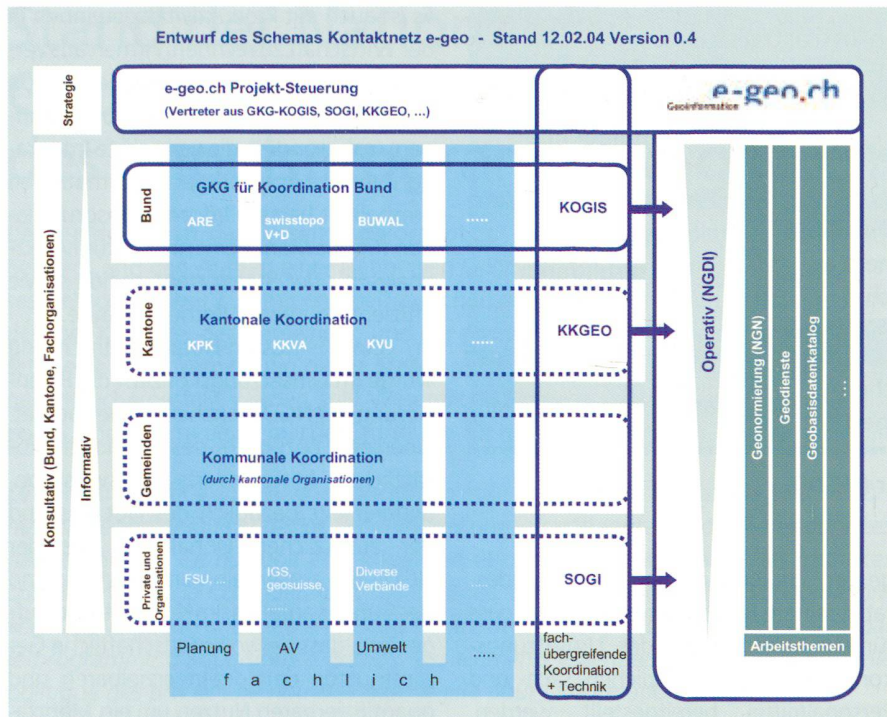 Entwurf des Schemas Kontaktnetz e-geo - Stand 12.02.04 Version 0.4
Strategie
e-geo.ch Projekt-Steuerung
(Vertreter aus GKG-KOGIS, SOGI, KKGEO, ...)
e-geo.ch
Geoinformation
Konsultativ (Bund, Kantone, Fachorganisationen)
Informativ
Bund
GKG für Koordination Bund
ARE
swisstopo
V+D
BUWAL
.....
KOGIS
Kantone
Kantonale Koordination
KPK
KKVA
KVU
.....
KKGEO
Gemeinden
Kommunale Koordination
(durch kantonale Organisationen)
Private und
Organisationen
FSU, ...
IGS,
geosuisse,
......
Diverse
Verbände
.....
SOGI
Operativ (NGDI)
Geonormierung (NGN)
Geodienste
Geobasisdatenkatalog
...
Arbeitsthemen
Planung
AV
Umwelt
.....
fach-
übergreifende
Koordination
+ Technik
f a c h l i c h